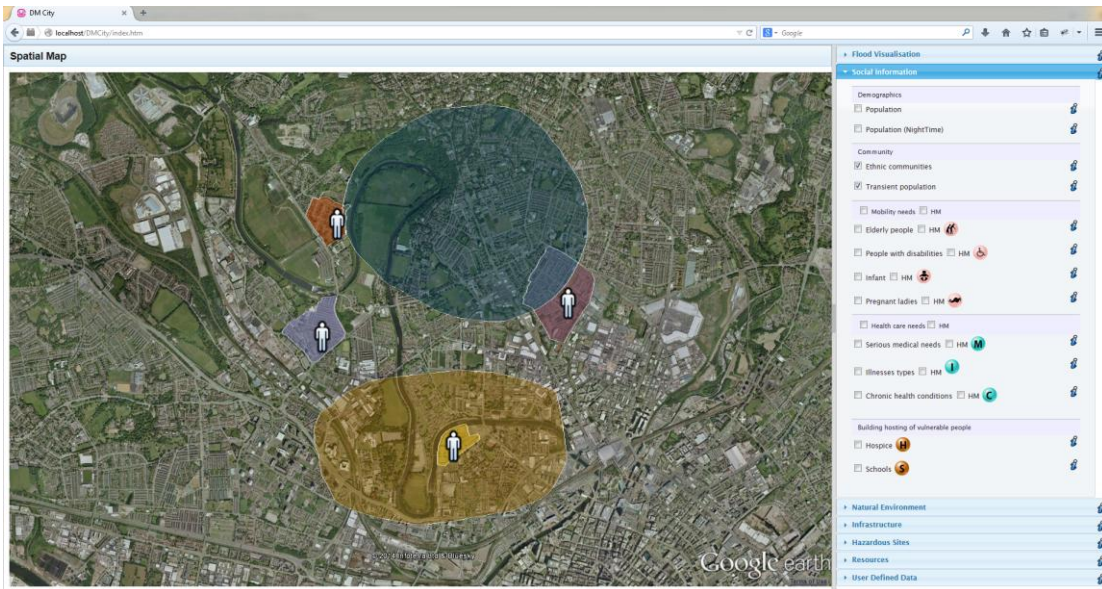 DM City
localhost/DMCity/index.htm
Google
Spatial Map
Flood Visualisation
Social Information
Demographics
Population
Population (NightTime)
Community
Ethnic communities
Transient population
Mobility needs HM
Elderly people HM
People with disabilities HM
Infant HM
Pregnant ladies HM
Health care needs HM
Serious medical needs HM M
Illnesses types HM I
Chronic health conditions HM C
Building hosting of vulnerable people
Hospice H
Schools S
Natural Environment
Infrastructure
Hazardous Sites
Resources
User Defined Data
Google earth
Terms of Use